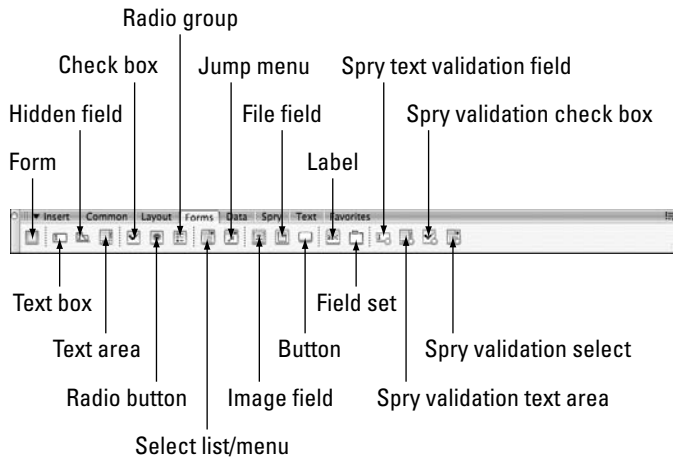 Radio group
Check box
Jump menu
Spry text validation field
Hidden field
File field
Spry validation check box
Form
Label
Insert Common Layout Forms Data Spry Text Favorites
Text box
Field set
Text area
Button
Spry validation select
Radio button
Image field
Spry validation text area
Select list/menu